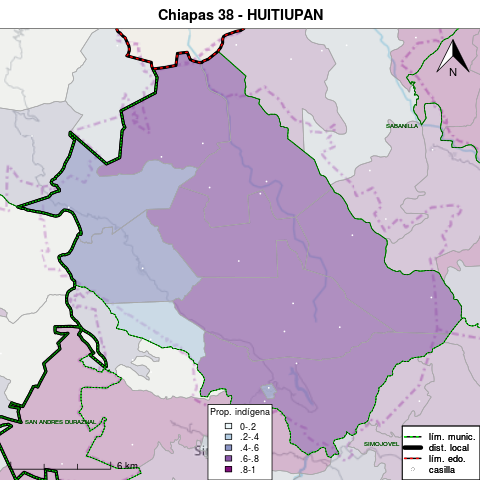 Chiapas 38 - HUITIUPAN
N
SABANILLA
SAN ANDRES DURAZNAL
6 km
Prop. indígena
0-.2
.2-.4
.4-.6
.6-.8
.8-1
SIMOJOVEL
lím. munic.
dist. local
lím. edo.
casilla